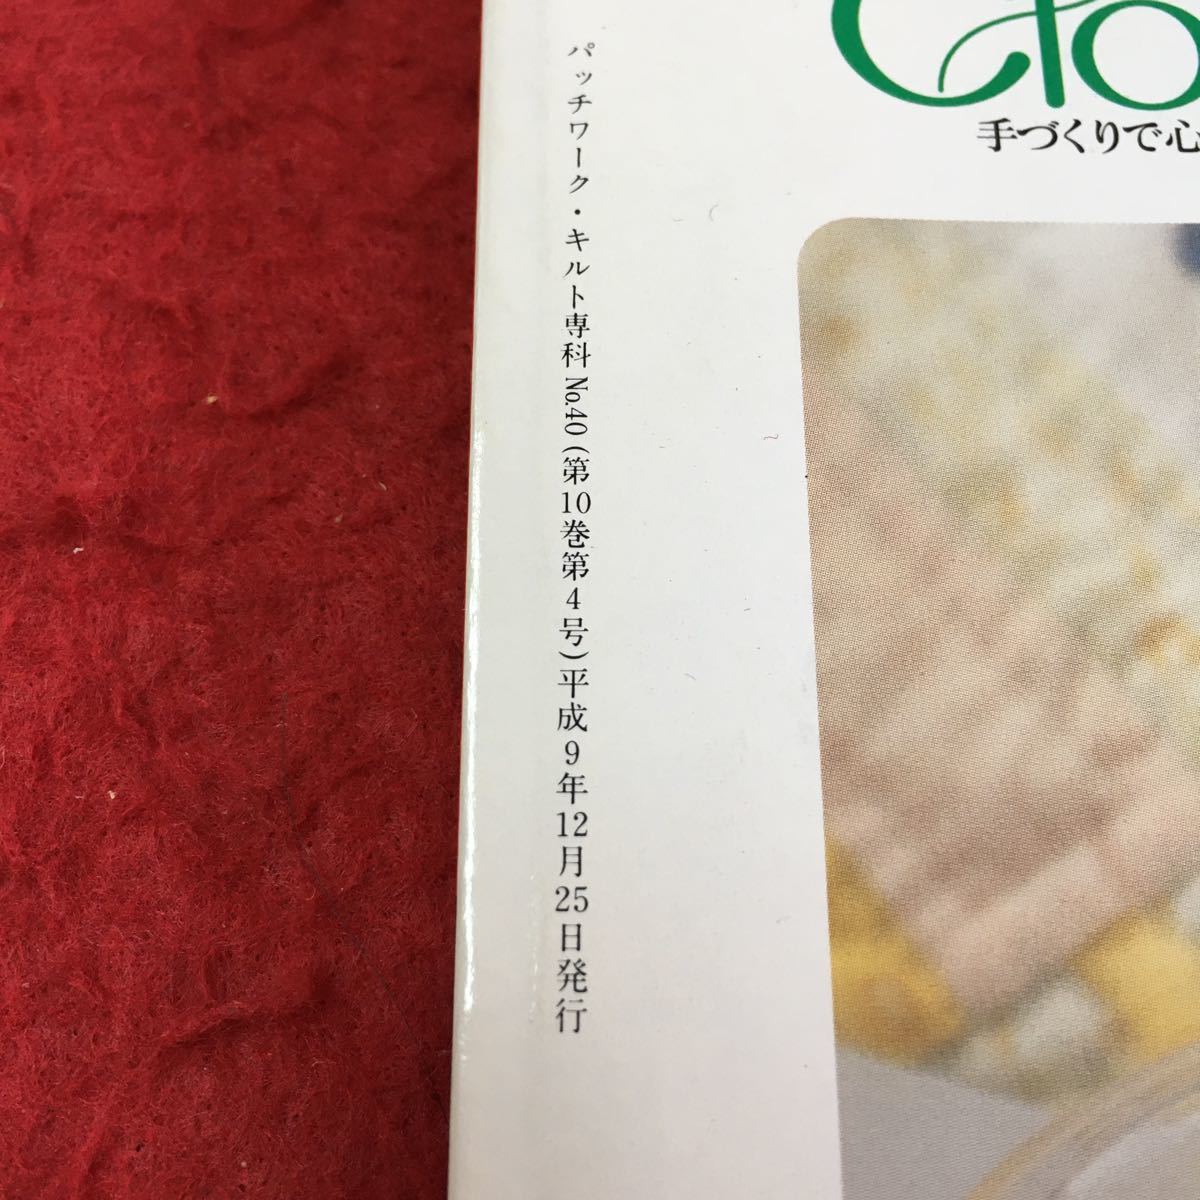 パッチワーク・キルト専科 No.40(第10巻第4号)平成9年12月25日発行
手づくりで心